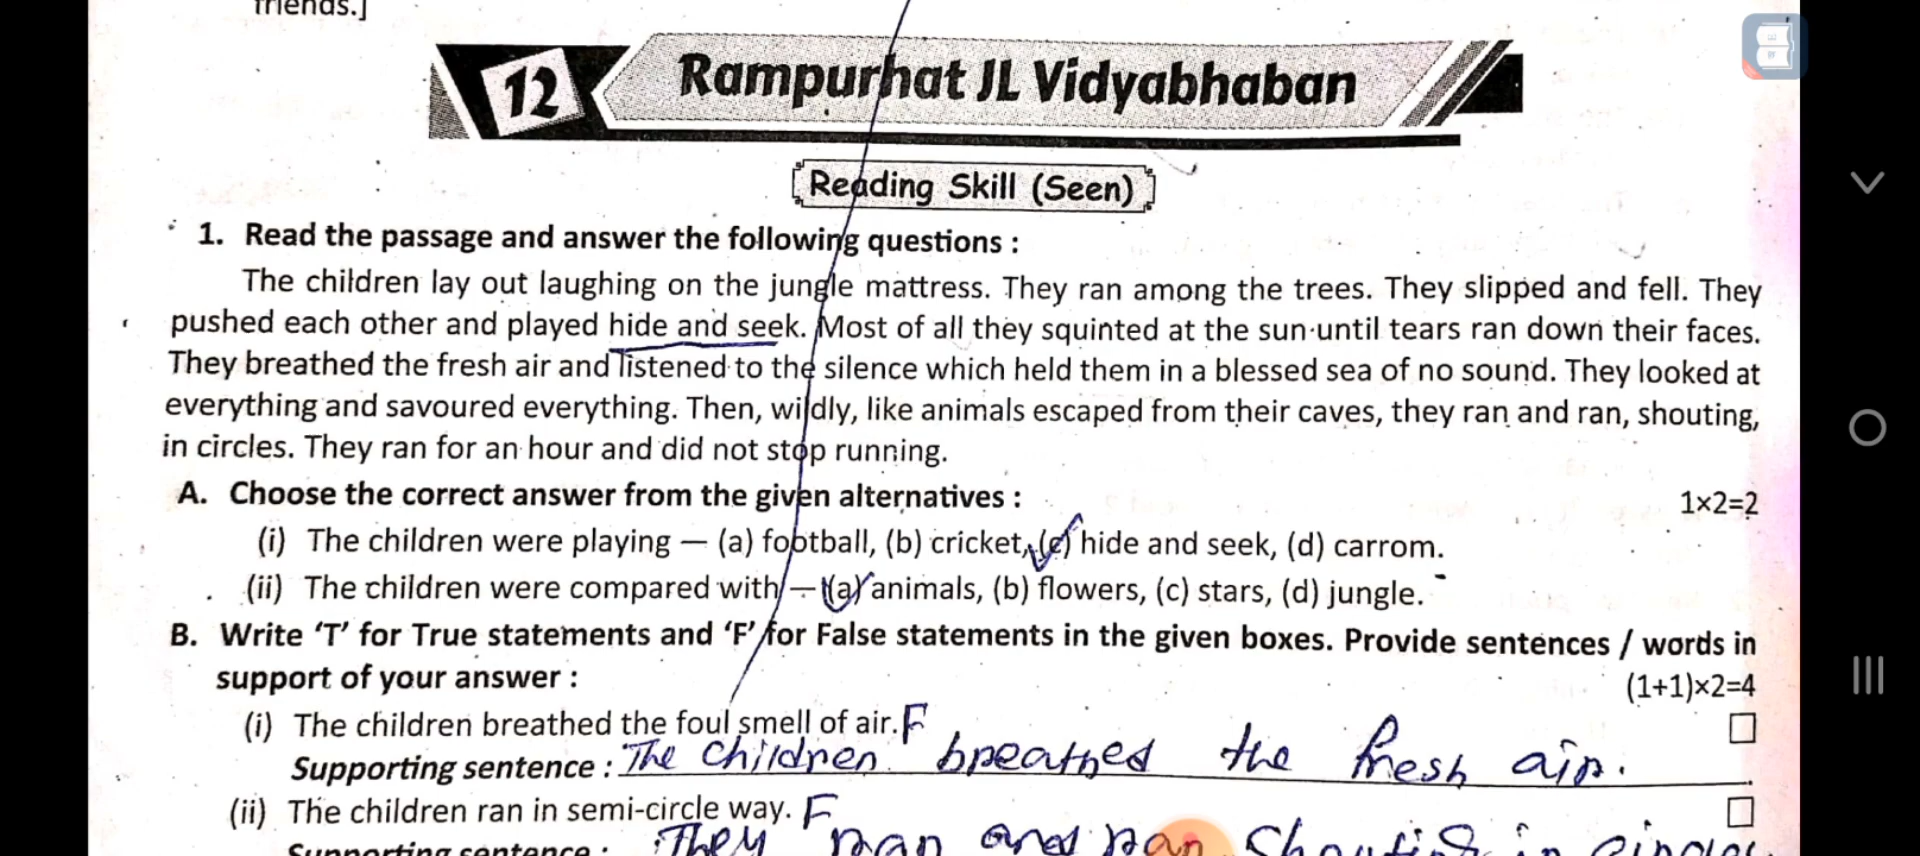 friends.]
12 Rampurhat JL Vidyabhaban
Reading Skill (Seen)
1. Read the passage and answer the following questions :
The children lay out laughing on the jungle mattress. They ran among the trees. They slipped and fell. They
pushed each other and played hide and seek. Most of all they squinted at the sun until tears ran down their faces.
They breathed the fresh air and listened to the silence which held them in a blessed sea of no sound. They looked at
everything and savoured everything. Then, wildly, like animals escaped from their caves, they ran and ran, shouting,
in circles. They ran for an hour and did not stop running.
A. Choose the correct answer from the given alternatives : 1×2=2
(i) The children were playing — (a) football, (b) cricket, (c) hide and seek, (d) carrom.
(ii) The children were compared with — (a) animals, (b) flowers, (c) stars, (d) jungle.
B. Write ‘T’ for True statements and ‘F’ for False statements in the given boxes. Provide sentences / words in
support of your answer : (1+1)×2=4
(i) The children breathed the foul smell of air. F
Supporting sentence : The children breathed the fresh air.
(ii) The children ran in semi-circle way. F
Supporting sentence : They ran and ran, shouting in circles.